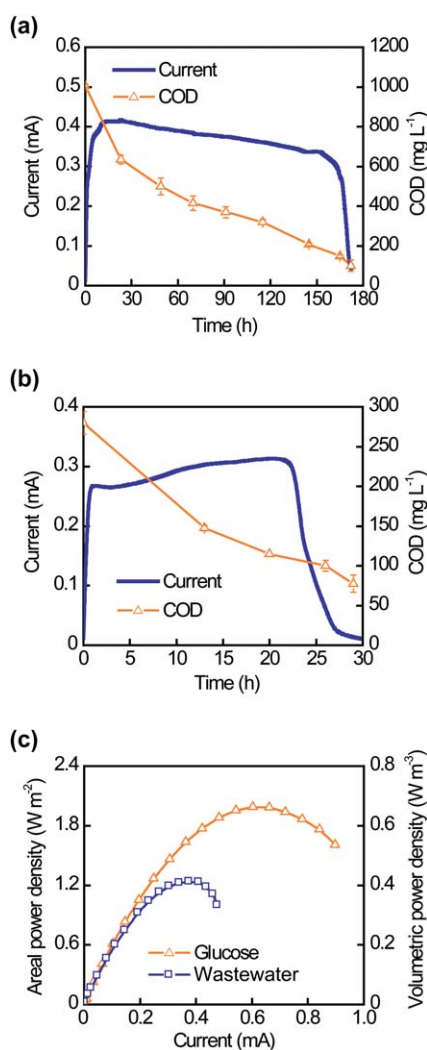 (a)
0.6
0.5
0.4
0.3
0.2
0.1
0
Current (mA)
Current
COD
1200
1000
800
600
400
200
0
COD (mg L-1)
0 30 60 90 120 150 180
Time (h)
(b)
0.4
0.3
0.2
0.1
0
Current (mA)
Current
COD
300
250
200
150
100
50
0
COD (mg L-1)
0 5 10 15 20 25 30
Time (h)
(c)
2.4
1.8
1.2
0.6
0
Areal power density (W m-2)
Glucose
Wastewater
0.8
0.6
0.4
0.2
0
Volumetric power density (W m-3)
0 0.2 0.4 0.6 0.8 1.0
Current (mA)